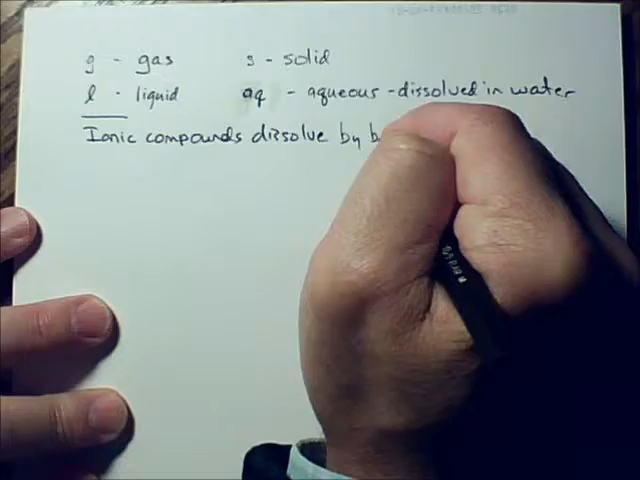 g - gas s - solid
l - liquid aq - aqueous - dissolved in water
Ionic compounds dissolve by b